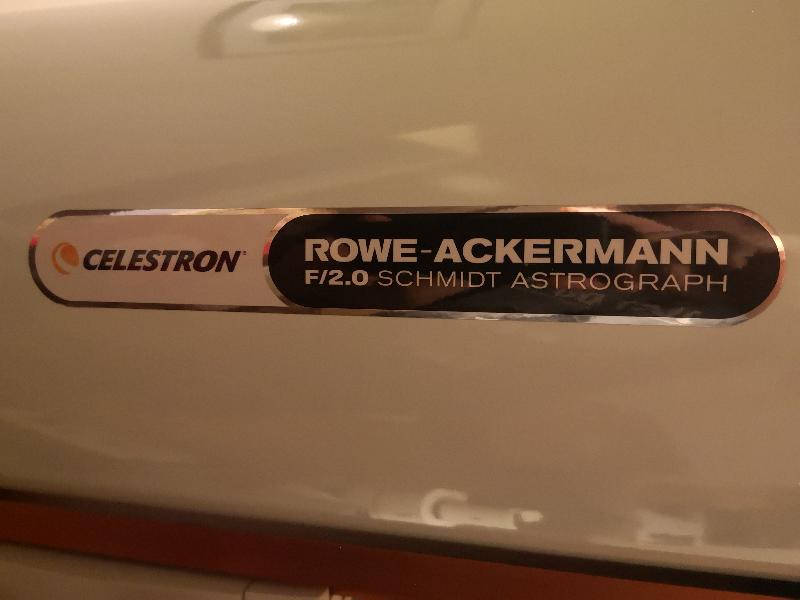 CELESTRON
ROWE-ACKERMANN
F/2.0 SCHMIDT ASTROGRAPH